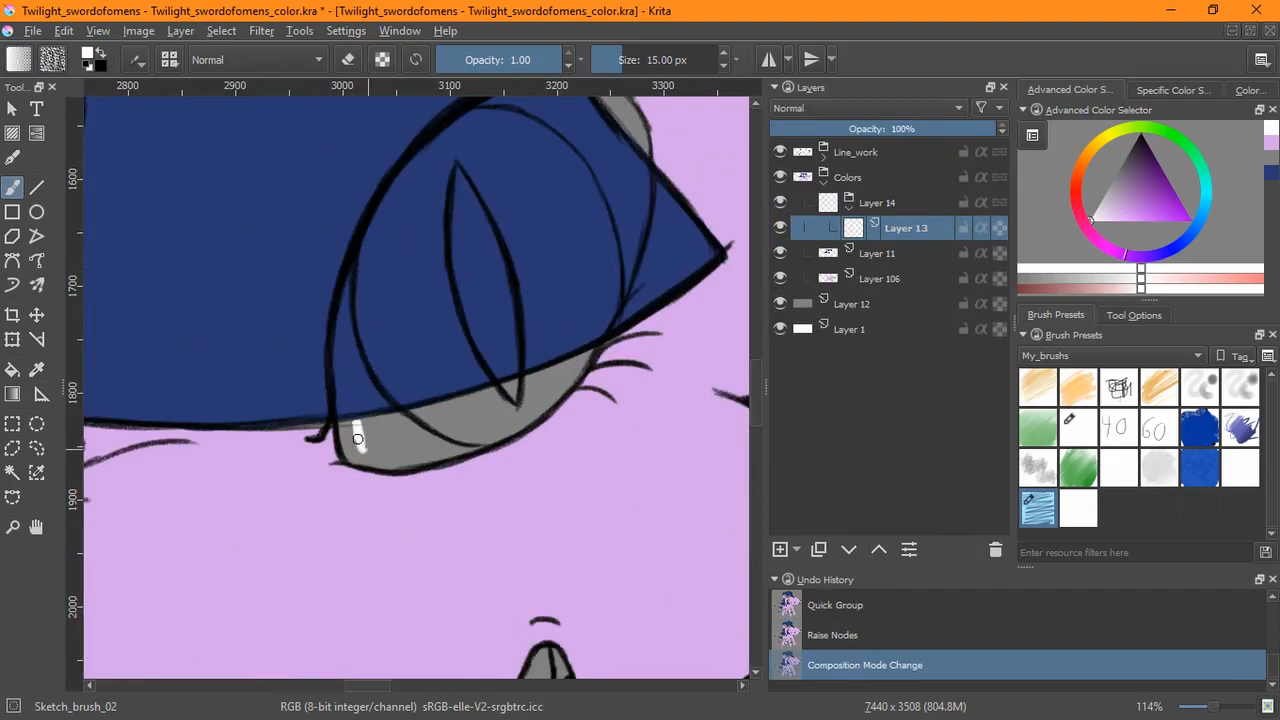 Twilight_swordofomens - Twilight_swordofomens_color.kra * - [Twilight_swordofomens - Twilight_swordofomens_color.kra] - Krita
File Edit View Image Layer Select Filter Tools Settings Window Help
Normal Opacity: 1.00 Size: 15.00 px
Tool...
2800 2900 3000 3100 3200 3300
1600
1700
1800
1900
2000
Layers
Normal
Opacity: 100%
Line_work
Colors
Layer 14
Layer 13
Layer 11
Layer 106
Layer 12
Layer 1
Advanced Color S... Specific Color S... Color...
Advanced Color Selector
Brush Presets Tool Options
Brush Presets
My_brushes Tag
40 60
Enter resource filters here
Undo History
Quick Group
Raise Nodes
Composition Mode Change
Sketch_brush_02 RGB (8-bit integer/channel) sRGB-elle-V2-srgbtrc.icc 7440 x 3508 (804.8M) 114%